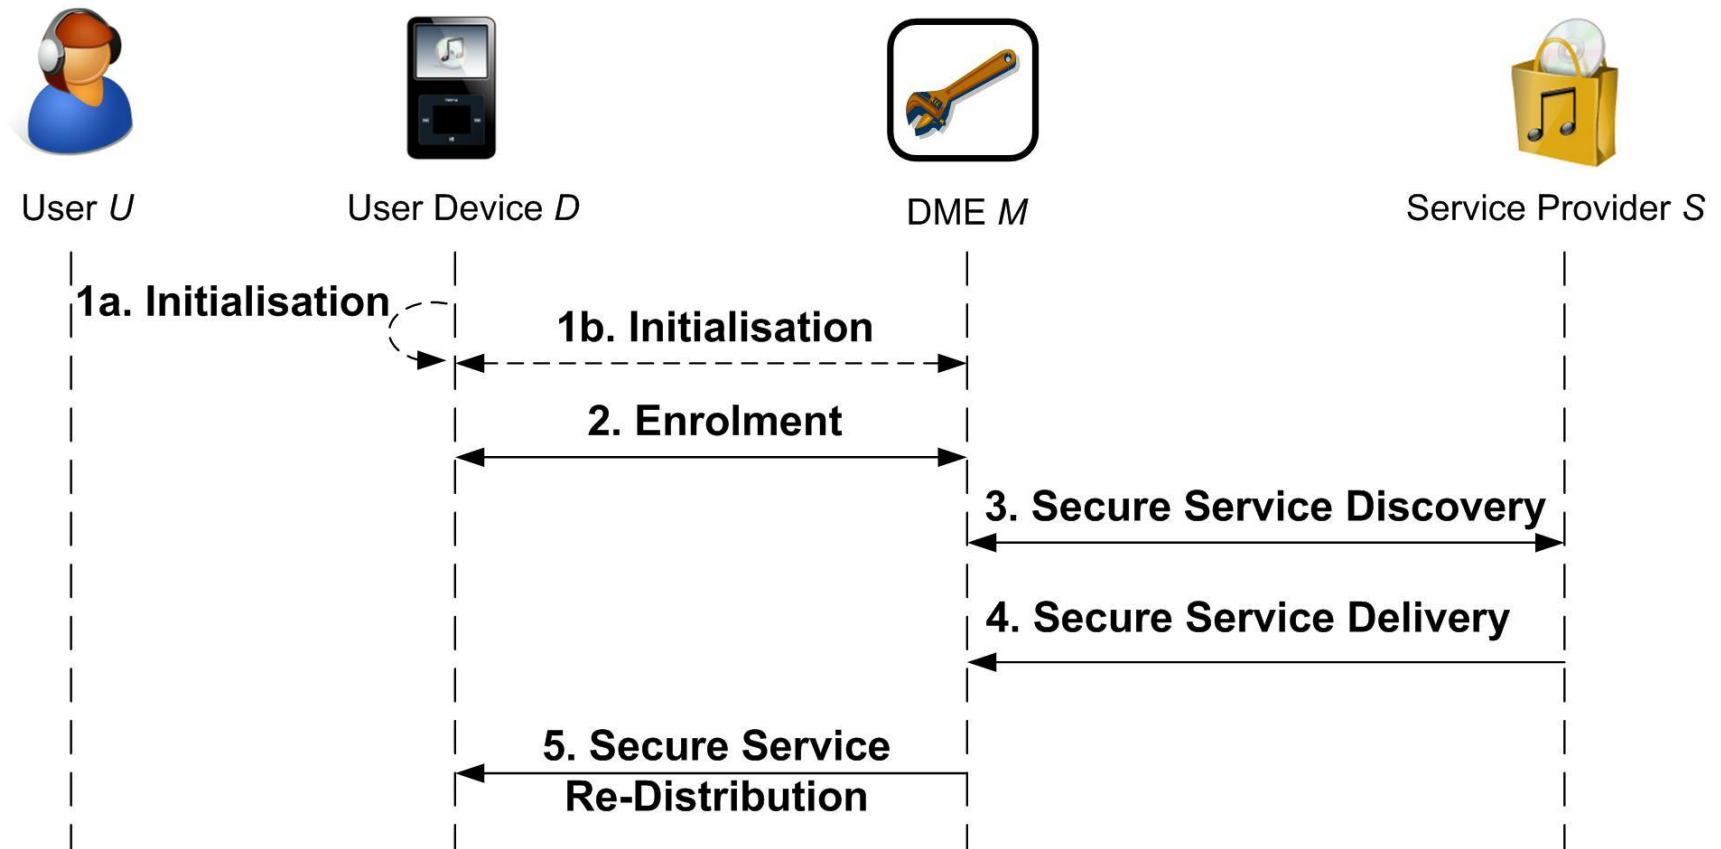 User U
User Device D
DME M
Service Provider S
1a. Initialisation
1b. Initialisation
2. Enrolment
3. Secure Service Discovery
4. Secure Service Delivery
5. Secure Service
Re-Distribution